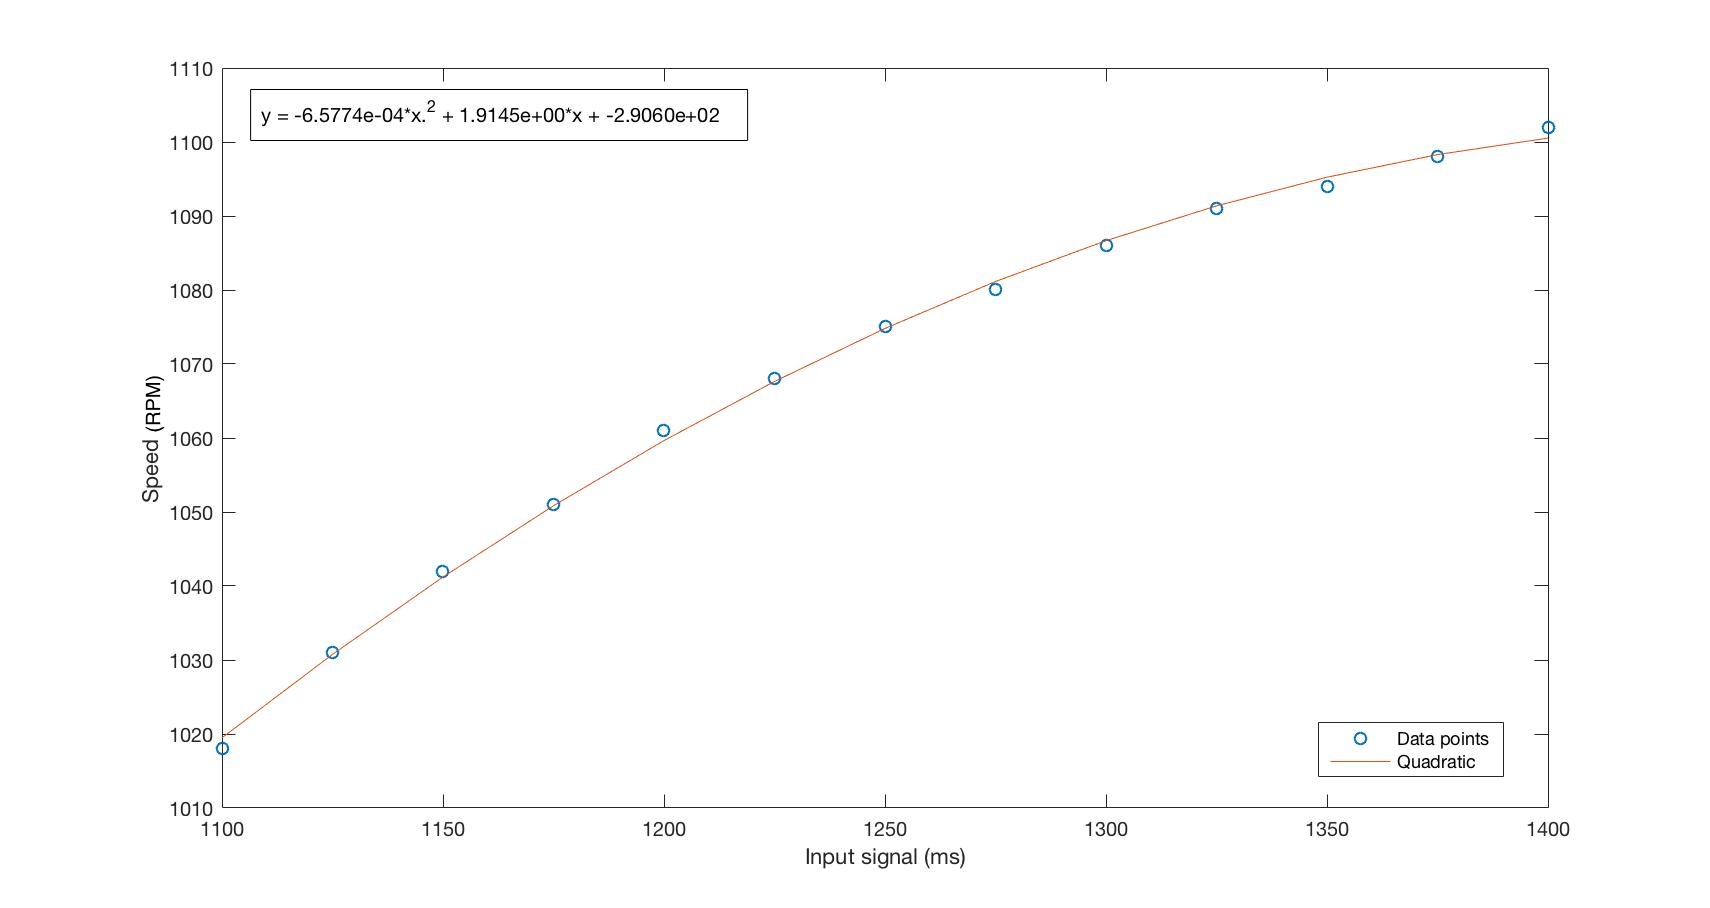 y = -6.5774e-04*x.² + 1.9145e+00*x + -2.9060e+02
1110
1100
1090
1080
1070
1060
1050
1040
1030
1020
1010
Speed (RPM)
1100 1150 1200 1250 1300 1350 1400
Input signal (ms)
Data points
Quadratic